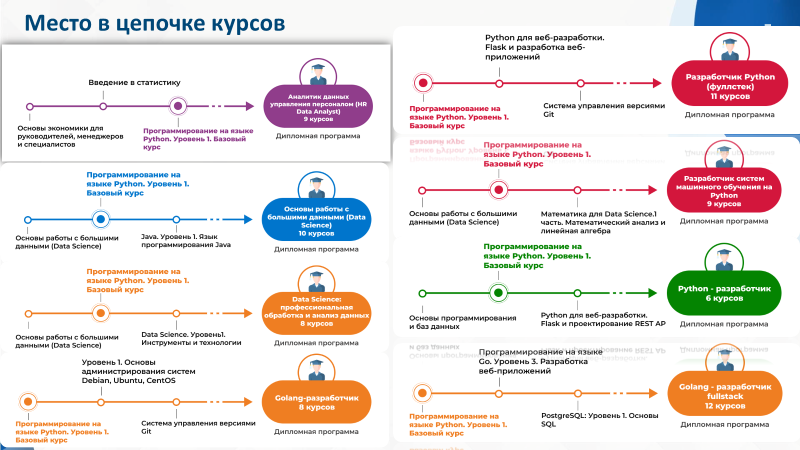 Место в цепочке курсов
Введение в статистику
Основы экономики для
руководителей, менеджеров
и специалистов
Программирование на языке
Python. Уровень 1. Базовый
курс
Аналитик данных
управления персоналом (HR
Data Analyst)
9 курсов
Дипломная программа
Программирование на
языке Python. Уровень 1.
Базовый курс
Основы работы с большими
данными (Data Science)
Java. Уровень 1. Язык
программирования Java
Основы работы с
большими данными (Data
Science)
10 курсов
Дипломная программа
Программирование на
языке Python. Уровень 1.
Базовый курс
Основы работы с большими
данными (Data Science)
Data Science. Уровень1.
Инструменты и технологии
Data Science:
профессиональная
обработка и анализ данных
8 курсов
Дипломная программа
Уровень 1. Основы
администрирования систем
Debian, Ubuntu, CentOS
Программирование на
языке Python. Уровень 1.
Базовый курс
Система управления версиями
Git
Golang-разработчик
8 курсов
Дипломная программа
Python для веб-разработки.
Flask и разработка веб-
приложений
Программирование на
языке Python. Уровень 1.
Базовый курс
Система управления версиями
Git
Разработчик Python
(фуллстек)
11 курсов
Дипломная программа
Программирование на
языке Python. Уровень 1.
Базовый курс
Основы работы с большими
данными (Data Science)
Математика для Data Science.1
часть. Математический анализ и
линейная алгебра
Разработчик систем
машинного обучения на
Python
9 курсов
Дипломная программа
Программирование на
языке Python. Уровень 1.
Базовый курс
Основы программирования
и баз данных
Python для веб-разработки.
Flask и проектирование REST AP
Python - разработчик
6 курсов
Дипломная программа
Программирование на языке
Go. Уровень 3. Разработка
веб-приложений
Программирование на
языке Python. Уровень 1.
Базовый курс
PostgreSQL: Уровень 1. Основы
SQL
Golang - разработчик
fullstack
12 курсов
Дипломная программа